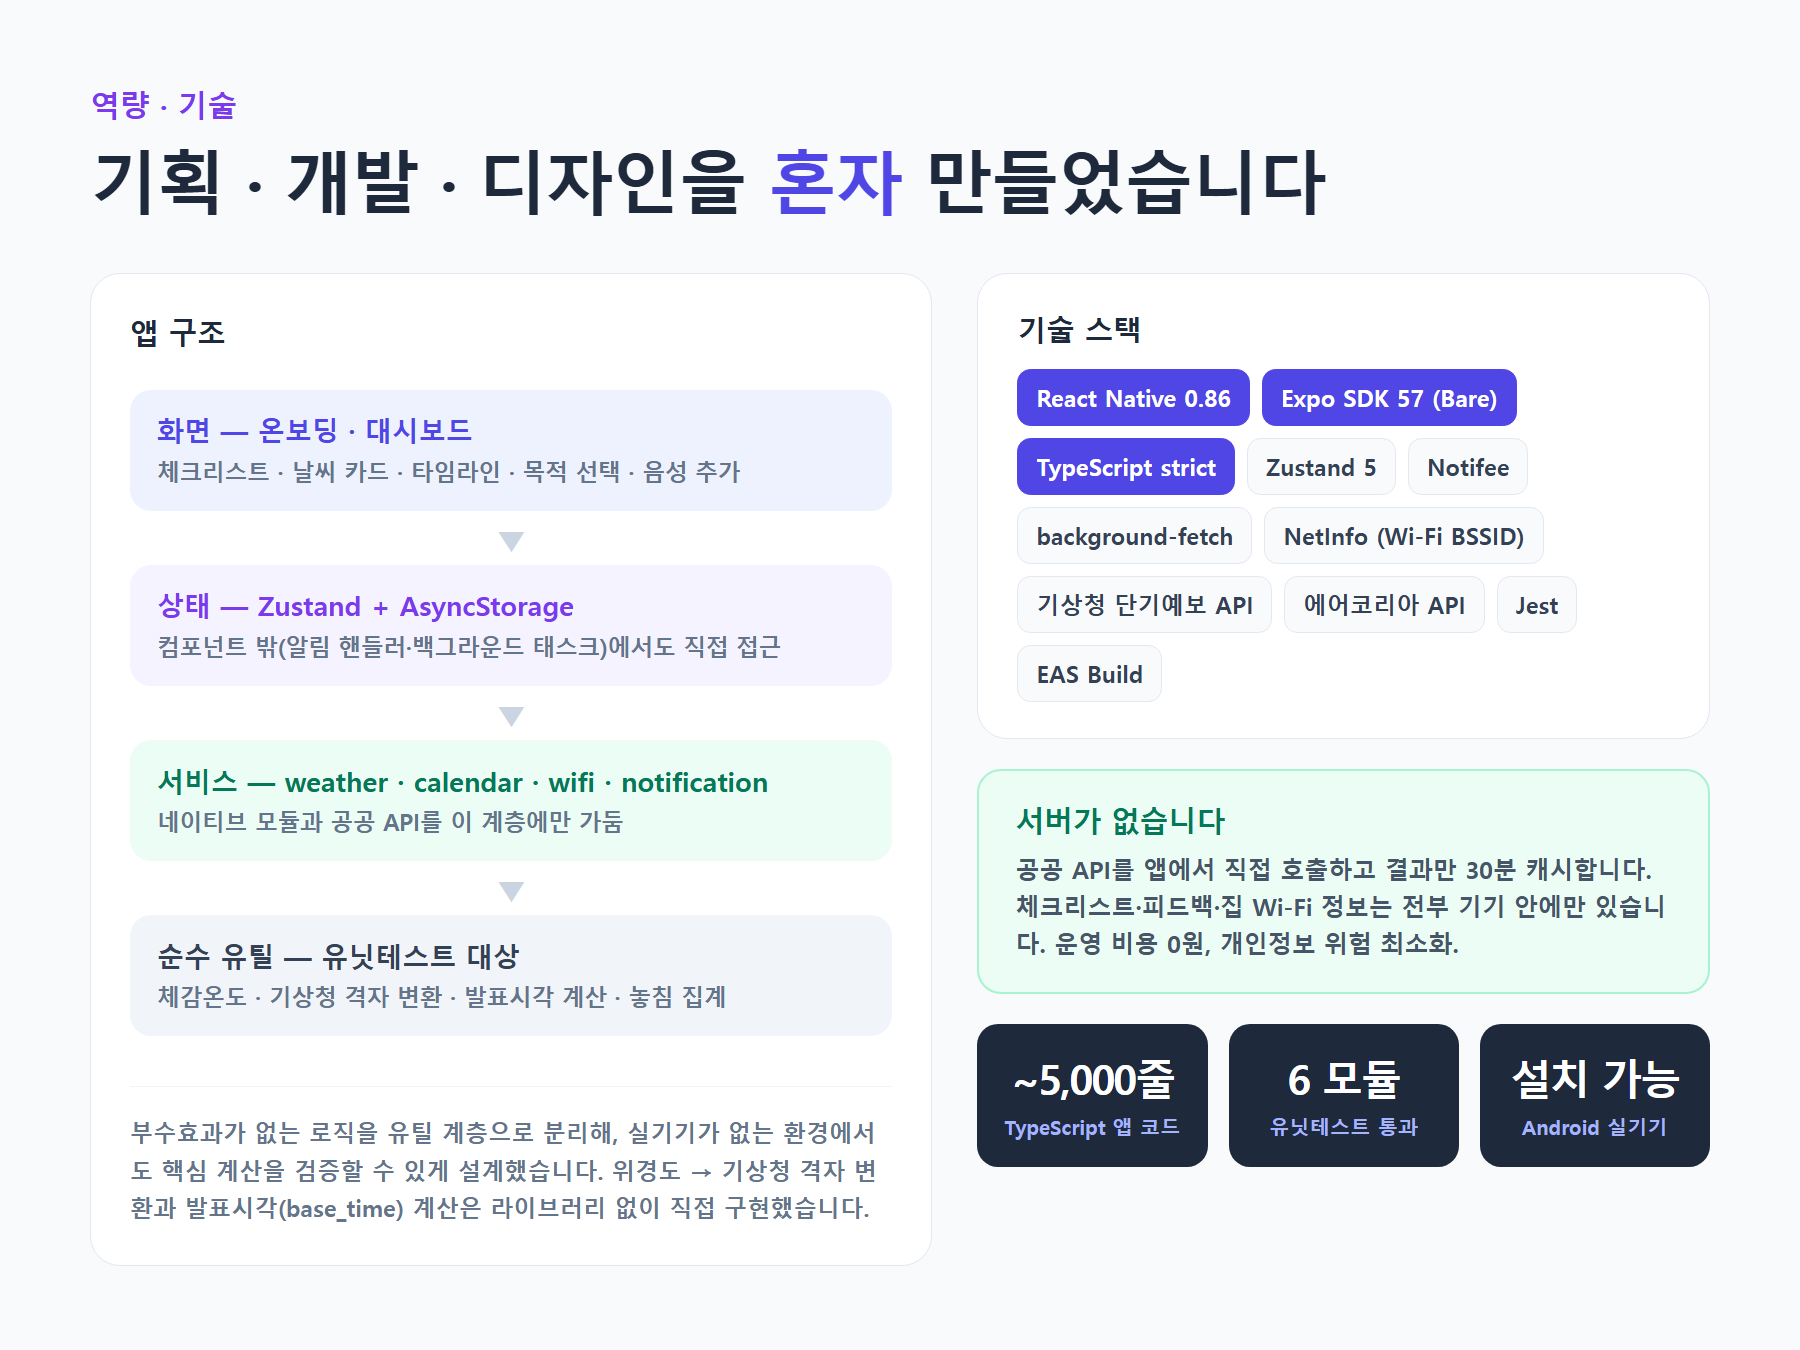 역량 · 기술
기획 · 개발 · 디자인을 혼자 만들었습니다
앱 구조
화면 — 온보딩 · 대시보드
체크리스트 · 날씨 카드 · 타임라인 · 목적 선택 · 음성 추가
▼
상태 — Zustand + AsyncStorage
컴포넌트 밖(알림 핸들러·백그라운드 태스크)에서도 직접 접근
▼
서비스 — weather · calendar · wifi · notification
네이티브 모듈과 공공 API를 이 계층에만 가둠
▼
순수 유틸 — 유닛테스트 대상
체감온도 · 기상청 격자 변환 · 발표시각 계산 · 놓침 집계
부수효과가 없는 로직을 유틸 계층으로 분리해, 실기기가 없는 환경에서
도 핵심 계산을 검증할 수 있게 설계했습니다. 위경도 → 기상청 격자 변
환과 발표시각(base_time) 계산은 라이브러리 없이 직접 구현했습니다.
기술 스택
React Native 0.86 Expo SDK 57 (Bare)
TypeScript strict Zustand 5 Notifee
background-fetch NetInfo (Wi-Fi BSSID)
기상청 단기예보 API 에어코리아 API Jest
EAS Build
서버가 없습니다
공공 API를 앱에서 직접 호출하고 결과만 30분 캐시합니다.
체크리스트·피드백·집 Wi-Fi 정보는 전부 기기 안에만 있습니
다. 운영 비용 0원, 개인정보 위험 최소화.
~5,000줄
TypeScript 앱 코드
6 모듈
유닛테스트 통과
설치 가능
Android 실기기